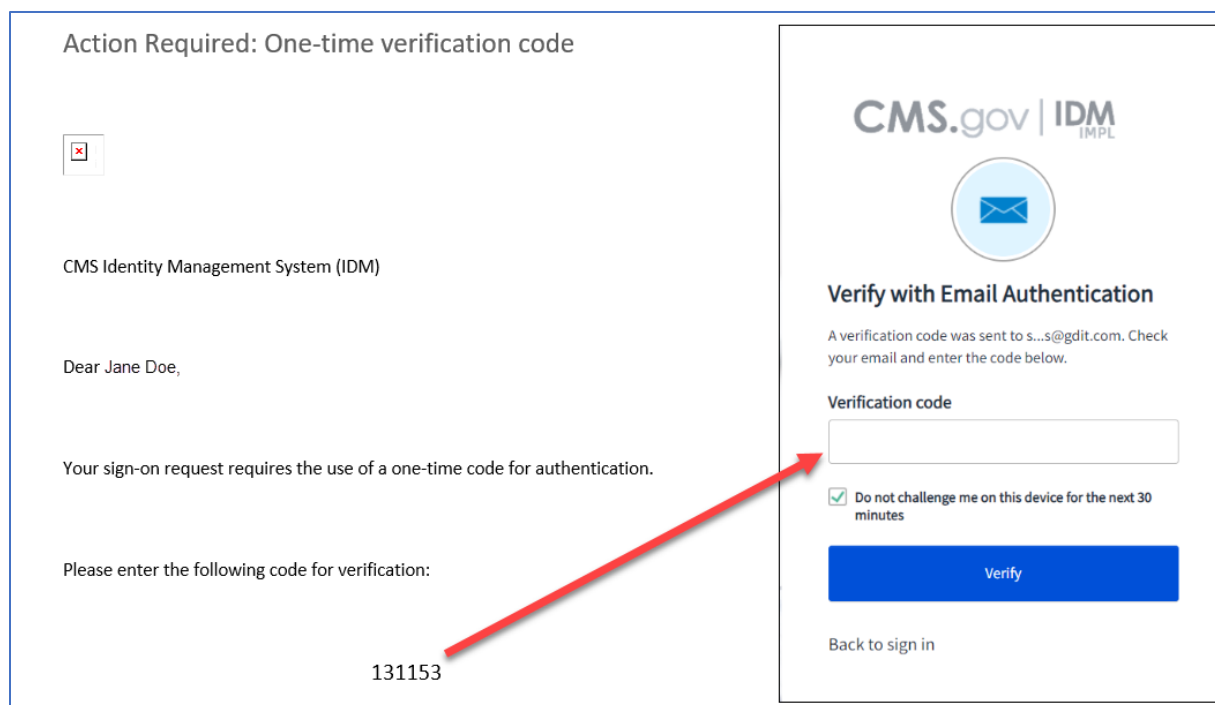 Action Required: One-time verification code
CMS Identity Management System (IDM)
Dear Jane Doe,
Your sign-on request requires the use of a one-time code for authentication.
Please enter the following code for verification:
131153
CMS.gov | IDM
IMPL
Verify with Email Authentication
A verification code was sent to s...s@gdit.com. Check
your email and enter the code below.
Verification code
Do not challenge me on this device for the next 30
minutes
Verify
Back to sign in